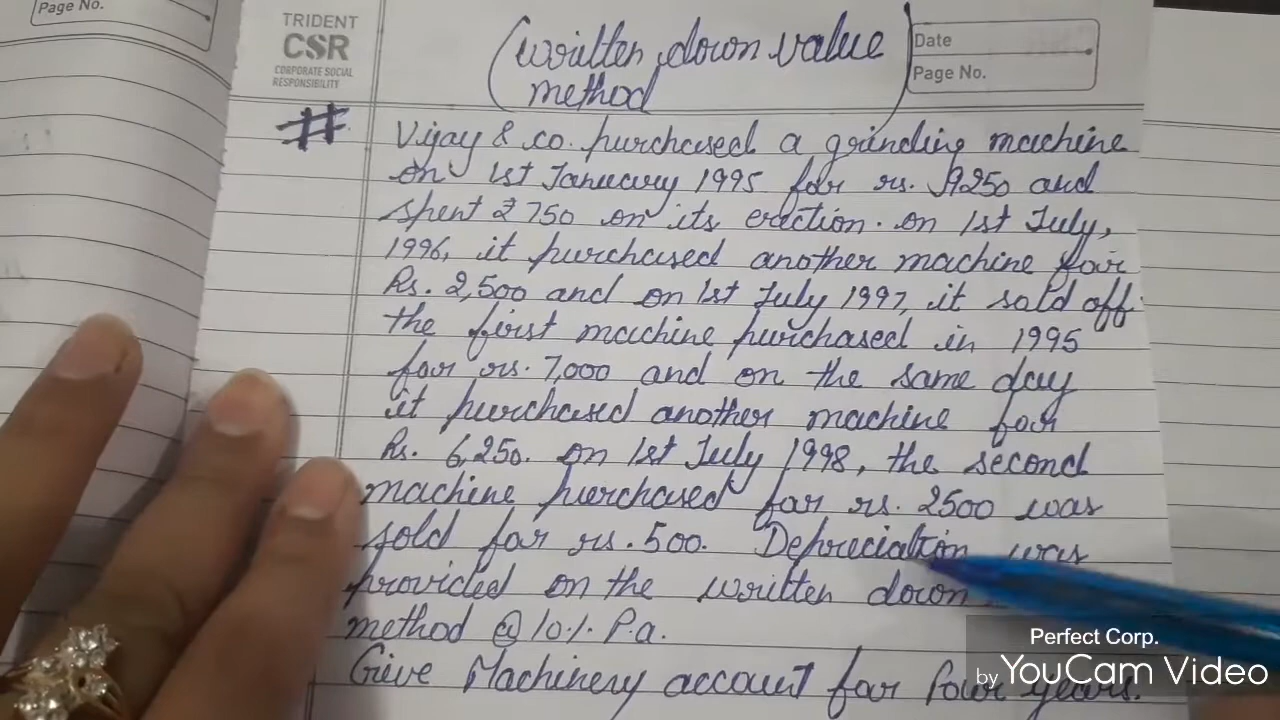 Page No.
TRIDENT
CSR
CORPORATE SOCIAL
RESPONSIBILITY
(written down value
method)
Date
Page No.
# Vijay & co. purchased a grinding machine
on 1st January 1995 for rs. 9250 and
spent ₹750 on its erection. on 1st July,
1996, it purchased another machine for
Rs. 2,500 and on 1st July 1997, it sold off
the first machine purchased in 1995
for rs. 7,000 and on the same day
it purchased another machine for
Rs. 6,250. on 1st July 1998, the second
machine purchased for rs. 2500 was
sold for rs. 500. Depreciation was
provided on the written down
method @ 10% P.a.
Give Machinery account for four years.
Perfect Corp.
by YouCam Video